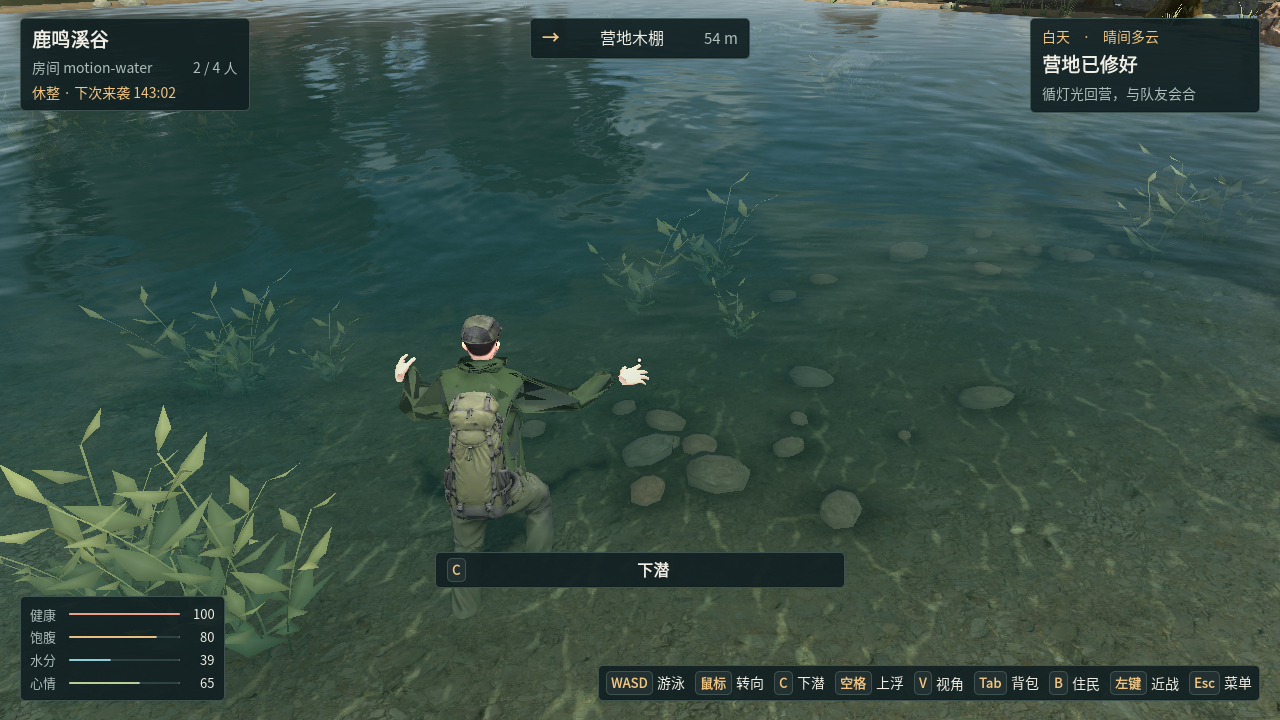 鹿鸣溪谷
房间 motion-water 2 / 4 人
休整 · 下次来袭 143:02
→ 营地木棚 54 m
白天 · 晴间多云
营地已修好
循灯光回营，与队友会合
C 下潜
健康 100
饱腹 80
水分 39
心情 65
WASD 游泳 鼠标 转向 C 下潜 空格 上浮 V 视角 Tab 背包 B 住民 左键 近战 Esc 菜单